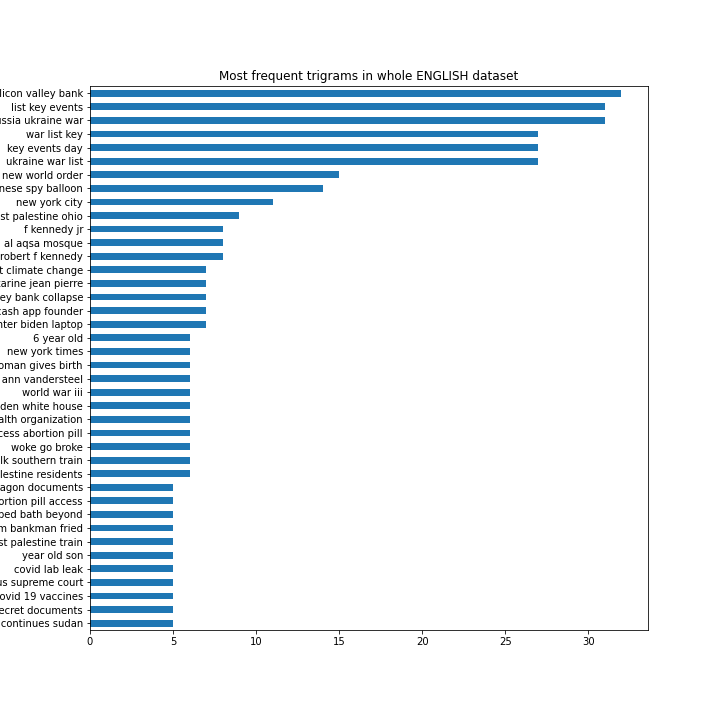 Most frequent trigrams in whole ENGLISH dataset
licon valley bank
list key events
ussia ukraine war
war list key
key events day
ukraine war list
new world order
nese spy balloon
new york city
st palestine ohio
f kennedy jr
al aqsa mosque
robert f kennedy
t climate change
karine jean pierre
ey bank collapse
cash app founder
nter biden laptop
6 year old
new york times
oman gives birth
ann vandersteel
world war iii
den white house
alth organization
cess abortion pill
woke go broke
lk southern train
alestine residents
agon documents
ortion pill access
bed bath beyond
m bankman fried
st palestine train
year old son
covid lab leak
us supreme court
ovid 19 vaccines
ecret documents
continues sudan
0 5 10 15 20 25 30